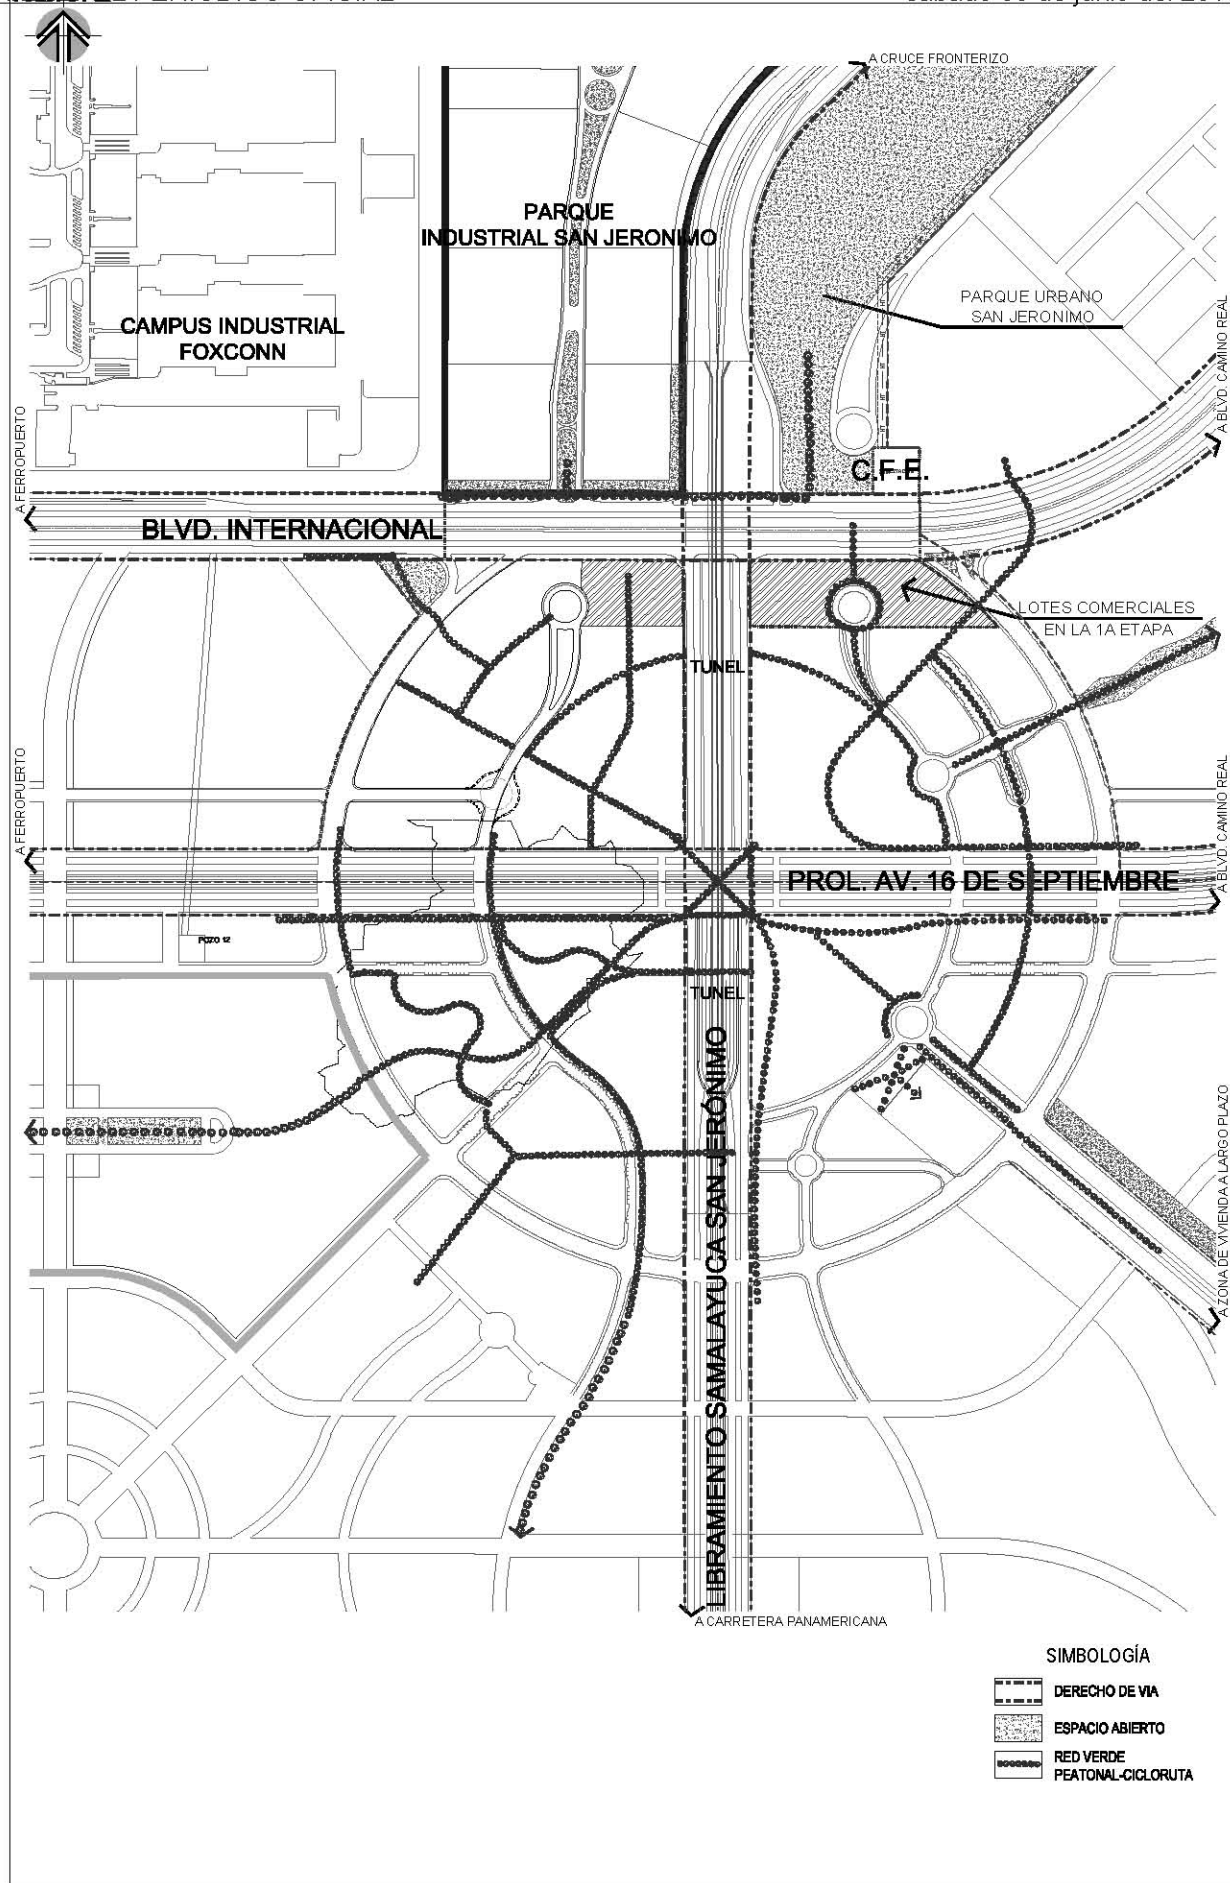 A CRUCE FRONTERIZO
PARQUE
INDUSTRIAL SAN JERONIMO
CAMPUS INDUSTRIAL
FOXCONN
PARQUE URBANO
SAN JERONIMO
A BLVD. CAMINO REAL
A FERROPUERTO
C.F.E.
BLVD. INTERNACIONAL
LOTES COMERCIALES
EN LA 1A ETAPA
TUNEL
A FERROPUERTO
A BLVD. CAMINO REAL
PROL. AV. 16 DE SEPTIEMBRE
POZO 12
TUNEL
LIBRAMIENTO SAMALAYUCA SAN JERÓNIMO
A ZONA DE VIVIENDA A LARGO PLAZO
A CARRETERA PANAMERICANA
SIMBOLOGÍA
DERECHO DE VIA
ESPACIO ABIERTO
RED VERDE
PEATONAL-CICLORUTA